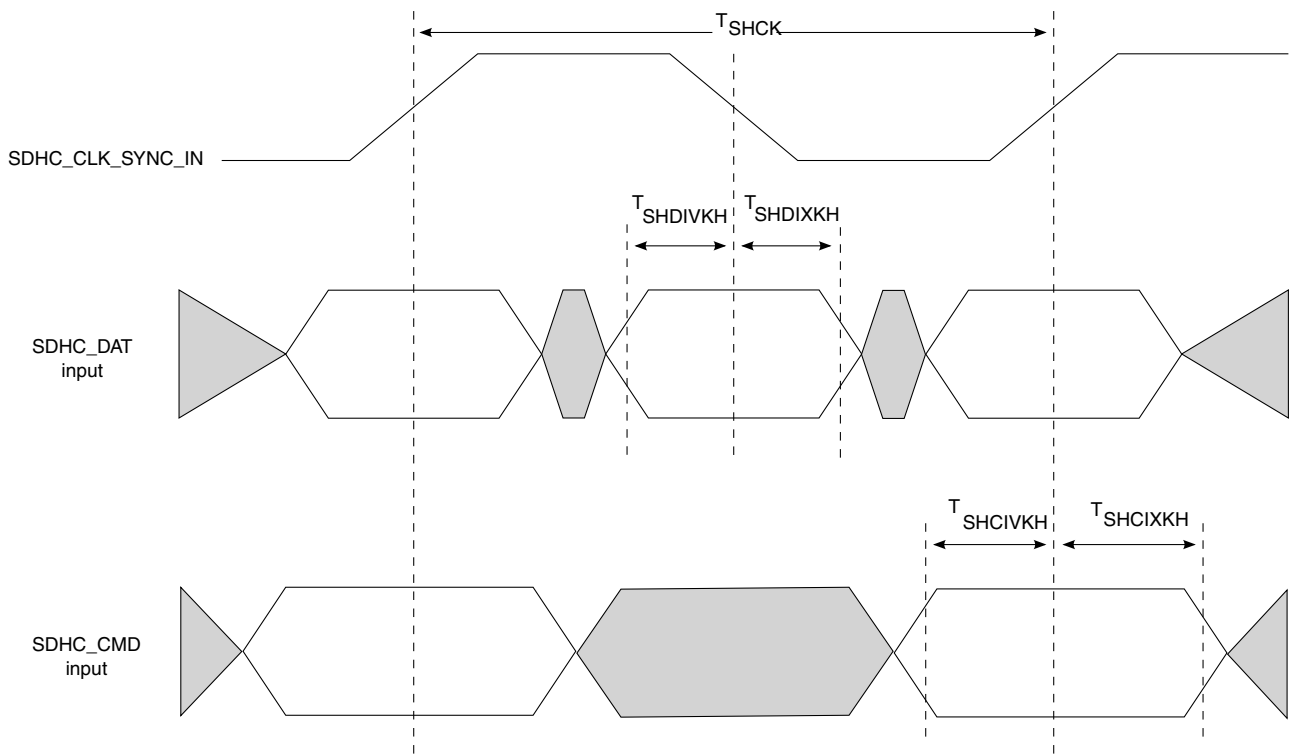 TSHCK
SDHC_CLK_SYNC_IN
TSHDIVKH
TSHDIXKH
SDHC_DAT
input
TSHCIVKH
TSHCIXKH
SDHC_CMD
input